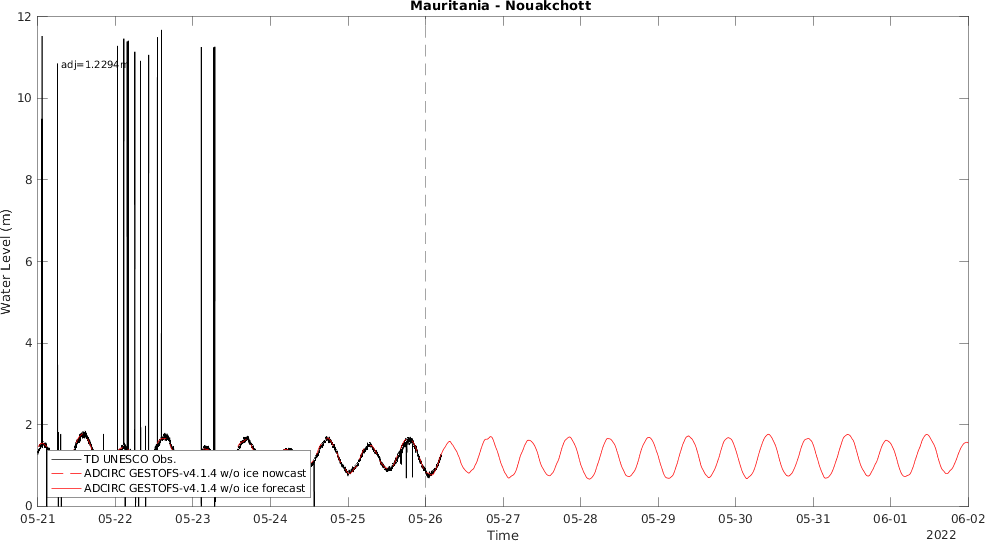 Mauritania - Nouakchott
12
10
8
6
4
2
0
Water Level (m)
adj=1.2294m
TD UNESCO Obs.
ADCIRC GESTOFS-v4.1.4 w/o ice nowcast
ADCIRC GESTOFS-v4.1.4 w/o ice forecast
05-21 05-22 05-23 05-24 05-25 05-26 05-27 05-28 05-29 05-30 05-31 06-01 06-02
Time
2022